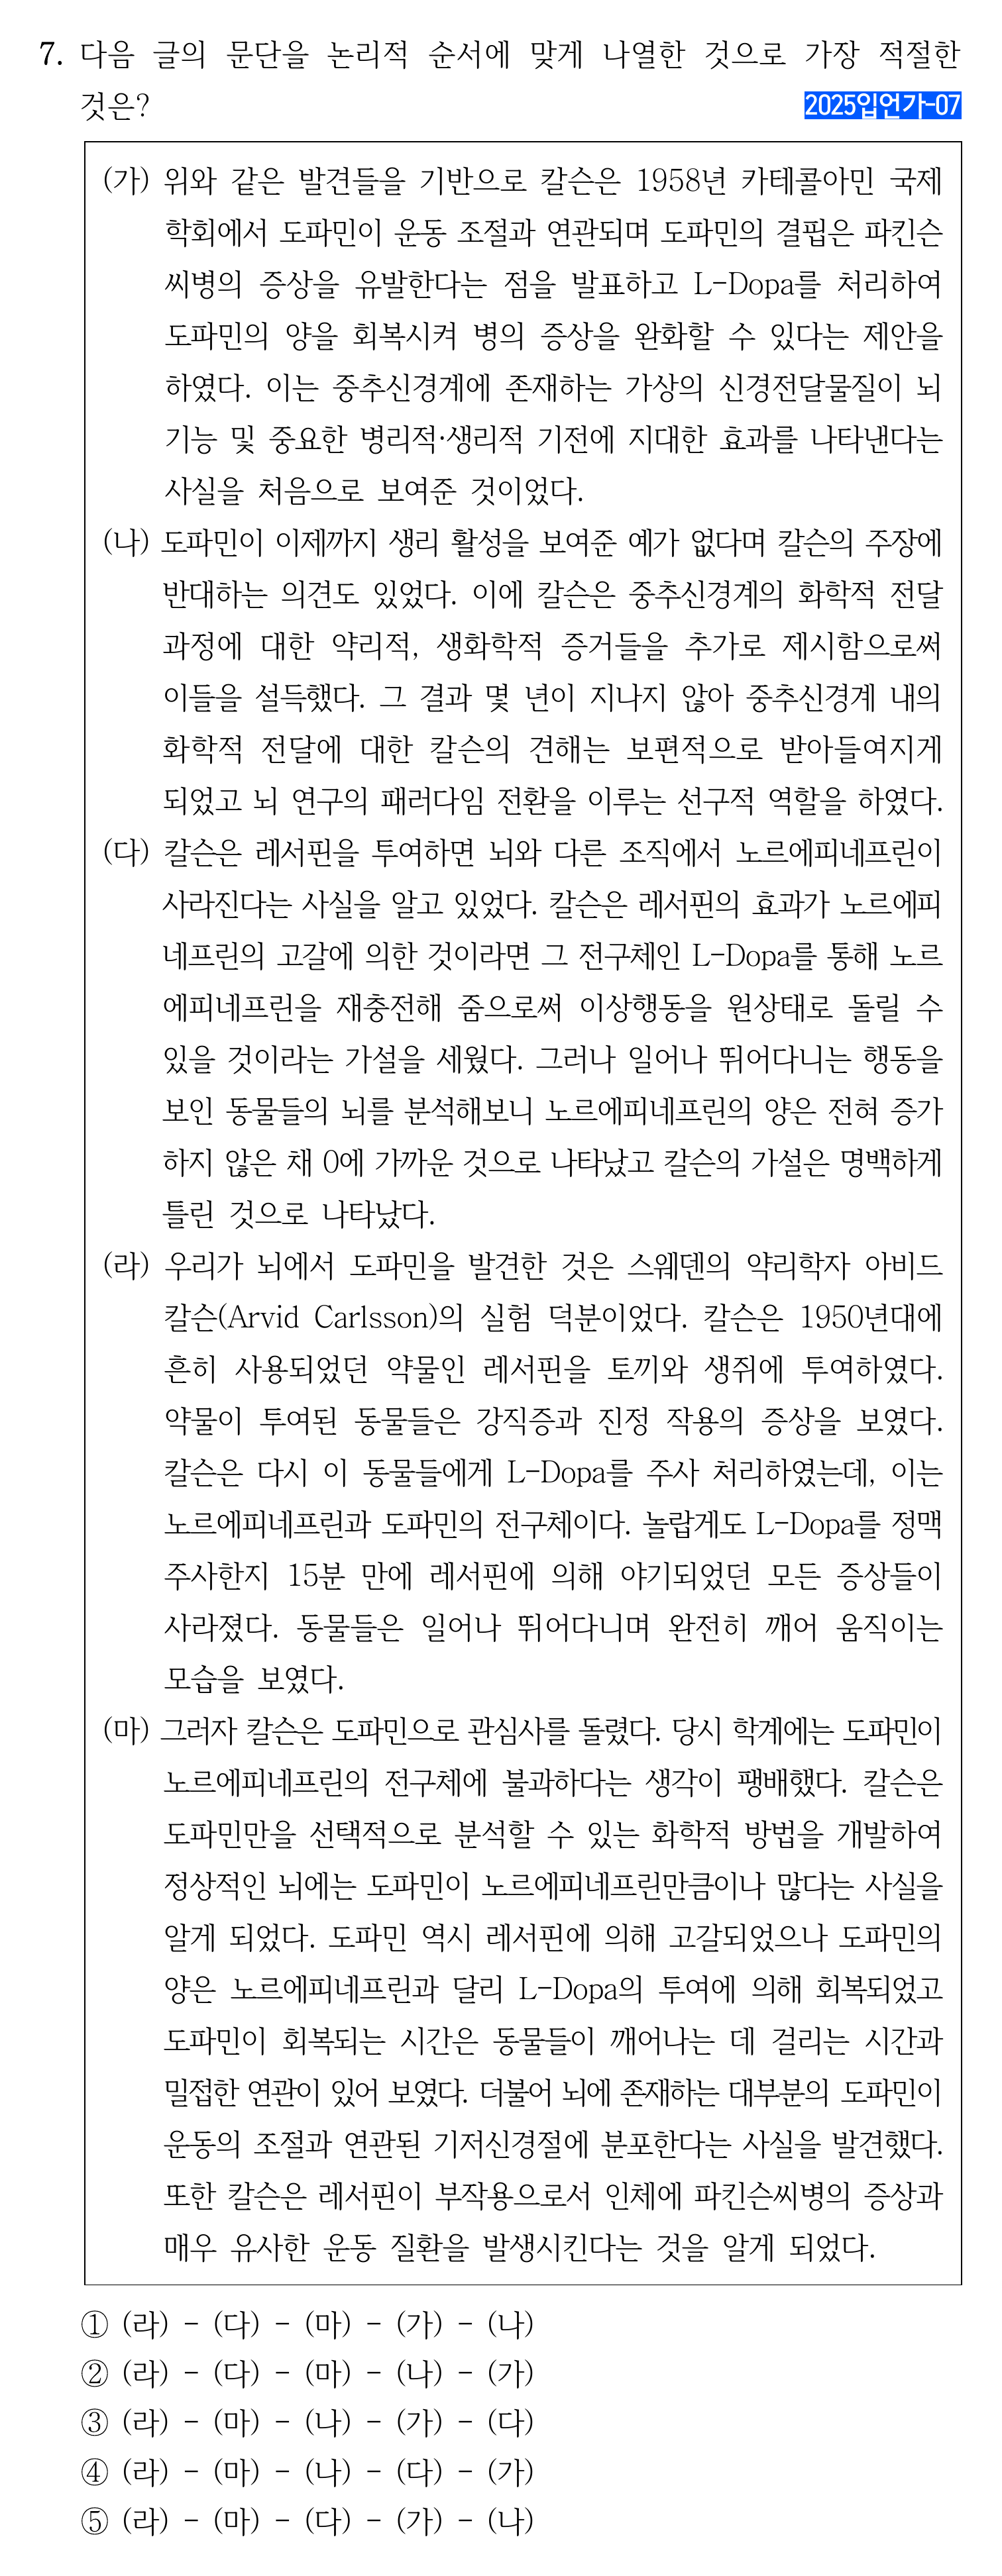 7. 다음 글의 문단을 논리적 순서에 맞게 나열한 것으로 가장 적절한
것은?
2025입언가-07
(가) 위와 같은 발견들을 기반으로 칼슨은 1958년 카테콜아민 국제
학회에서 도파민이 운동 조절과 연관되며 도파민의 결핍은 파킨슨
씨병의 증상을 유발한다는 점을 발표하고 L-Dopa를 처리하여
도파민의 양을 회복시켜 병의 증상을 완화할 수 있다는 제안을
하였다. 이는 중추신경계에 존재하는 가상의 신경전달물질이 뇌
기능 및 중요한 병리적·생리적 기전에 지대한 효과를 나타낸다는
사실을 처음으로 보여준 것이었다.
(나) 도파민이 이제까지 생리 활성을 보여준 예가 없다며 칼슨의 주장에
반대하는 의견도 있었다. 이에 칼슨은 중추신경계의 화학적 전달
과정에 대한 약리적, 생화학적 증거들을 추가로 제시함으로써
이들을 설득했다. 그 결과 몇 년이 지나지 않아 중추신경계 내의
화학적 전달에 대한 칼슨의 견해는 보편적으로 받아들여지게
되었고 뇌 연구의 패러다임 전환을 이루는 선구적 역할을 하였다.
(다) 칼슨은 레서핀을 투여하면 뇌와 다른 조직에서 노르에피네프린이
사라진다는 사실을 알고 있었다. 칼슨은 레서핀의 효과가 노르에피
네프린의 고갈에 의한 것이라면 그 전구체인 L-Dopa를 통해 노르
에피네프린을 재충전해 줌으로써 이상행동을 원상태로 돌릴 수
있을 것이라는 가설을 세웠다. 그러나 일어나 뛰어다니는 행동을
보인 동물들의 뇌를 분석해보니 노르에피네프린의 양은 전혀 증가
하지 않은 채 0에 가까운 것으로 나타났고 칼슨의 가설은 명백하게
틀린 것으로 나타났다.
(라) 우리가 뇌에서 도파민을 발견한 것은 스웨덴의 약리학자 아비드
칼슨(Arvid Carlsson)의 실험 덕분이었다. 칼슨은 1950년대에
흔히 사용되었던 약물인 레서핀을 토끼와 생쥐에 투여하였다.
약물이 투여된 동물들은 강직증과 진정 작용의 증상을 보였다.
칼슨은 다시 이 동물들에게 L-Dopa를 주사 처리하였는데, 이는
노르에피네프린과 도파민의 전구체이다. 놀랍게도 L-Dopa를 정맥
주사한지 15분 만에 레서핀에 의해 야기되었던 모든 증상들이
사라졌다. 동물들은 일어나 뛰어다니며 완전히 깨어 움직이는
모습을 보였다.
(마) 그러자 칼슨은 도파민으로 관심사를 돌렸다. 당시 학계에는 도파민이
노르에피네프린의 전구체에 불과하다는 생각이 팽배했다. 칼슨은
도파민만을 선택적으로 분석할 수 있는 화학적 방법을 개발하여
정상적인 뇌에는 도파민이 노르에피네프린만큼이나 많다는 사실을
알게 되었다. 도파민 역시 레서핀에 의해 고갈되었으나 도파민의
양은 노르에피네프린과 달리 L-Dopa의 투여에 의해 회복되었고
도파민이 회복되는 시간은 동물들이 깨어나는 데 걸리는 시간과
밀접한 연관이 있어 보였다. 더불어 뇌에 존재하는 대부분의 도파민이
운동의 조절과 연관된 기저신경절에 분포한다는 사실을 발견했다.
또한 칼슨은 레서핀이 부작용으로서 인체에 파킨슨씨병의 증상과
매우 유사한 운동 질환을 발생시킨다는 것을 알게 되었다.
① (라) - (다) - (마) - (가) - (나)
② (라) - (다) - (마) - (나) - (가)
③ (라) - (마) - (나) - (가) - (다)
④ (라) - (마) - (나) - (다) - (가)
⑤ (라) - (마) - (다) - (가) - (나)